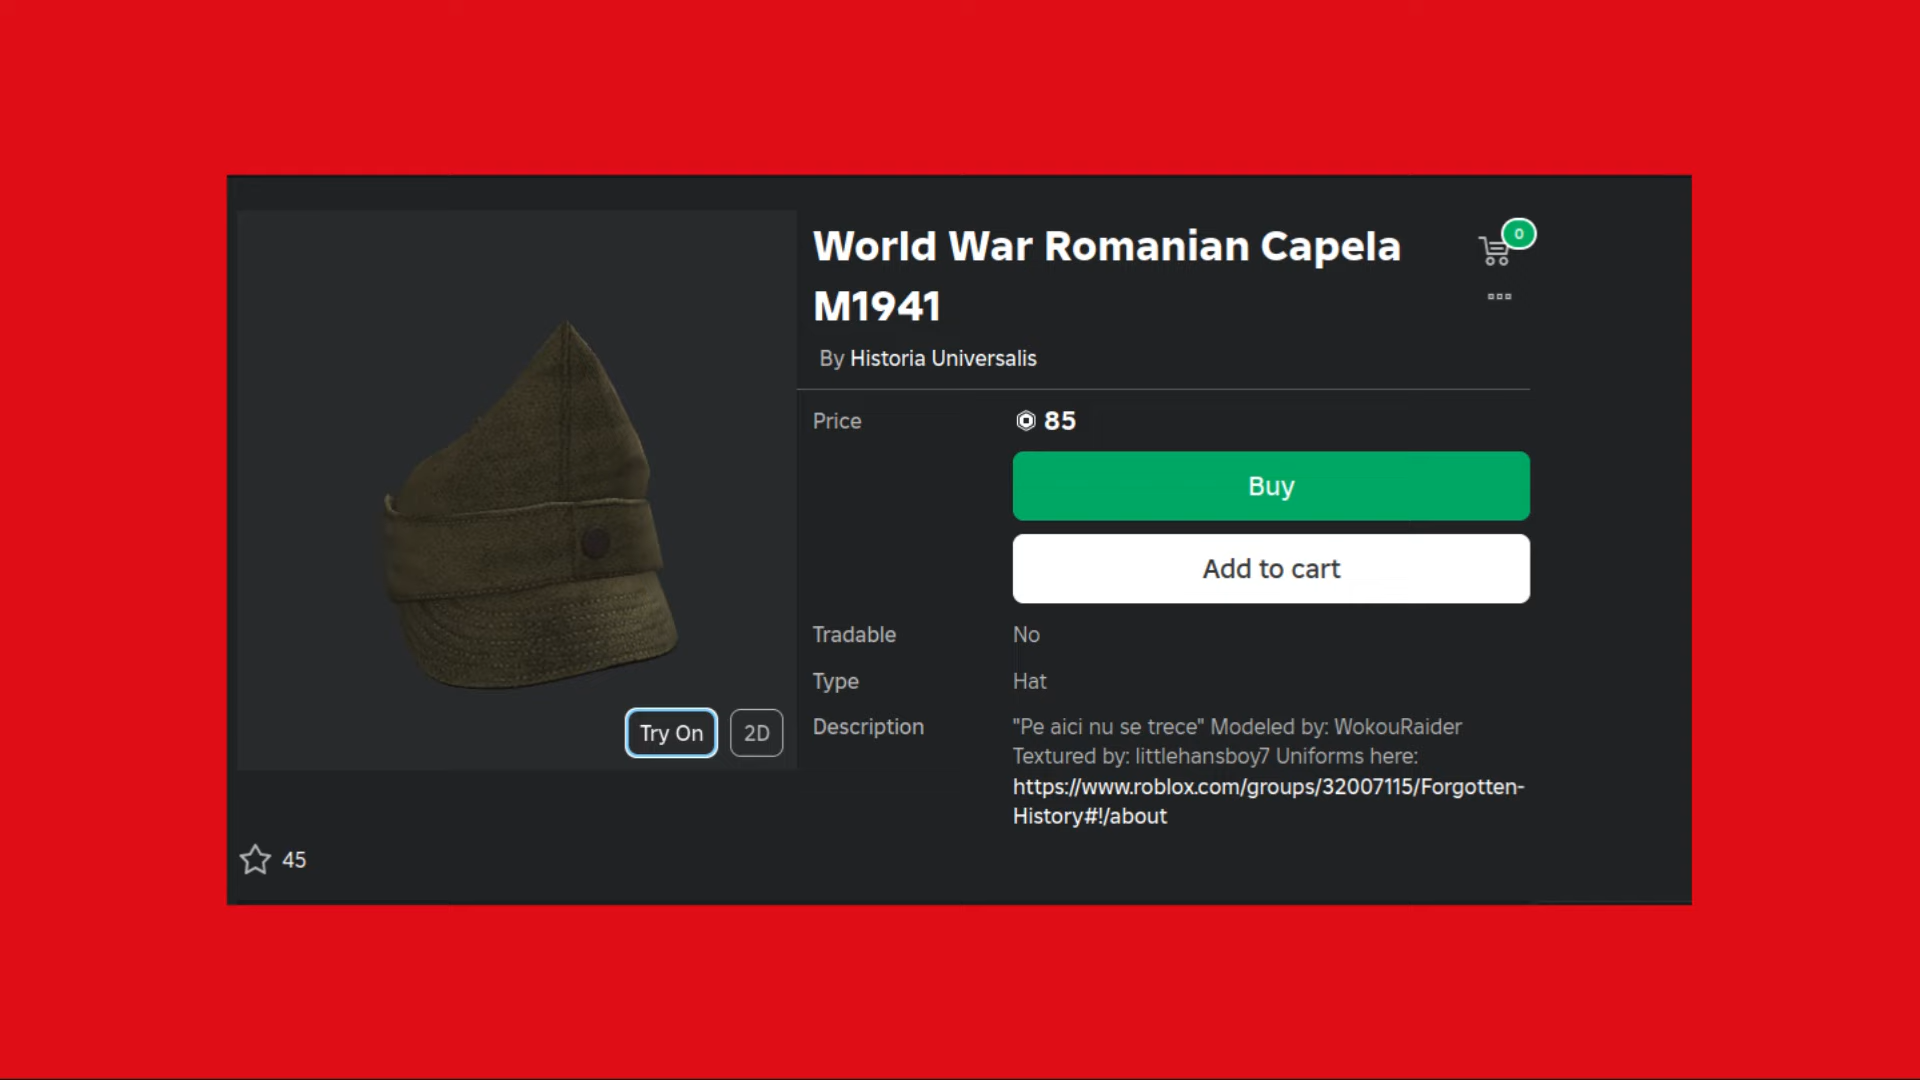 World War Romanian Capela
M1941
0
By Historia Universalis
Price
85
Buy
Add to cart
Tradable
No
Type
Hat
Try On
2D
Description
"Pe aici nu se trece" Modeled by: WokouRaider
Textured by: littlehansboy7 Uniforms here:
https://www.roblox.com/groups/32007115/Forgotten-
History#!/about
45